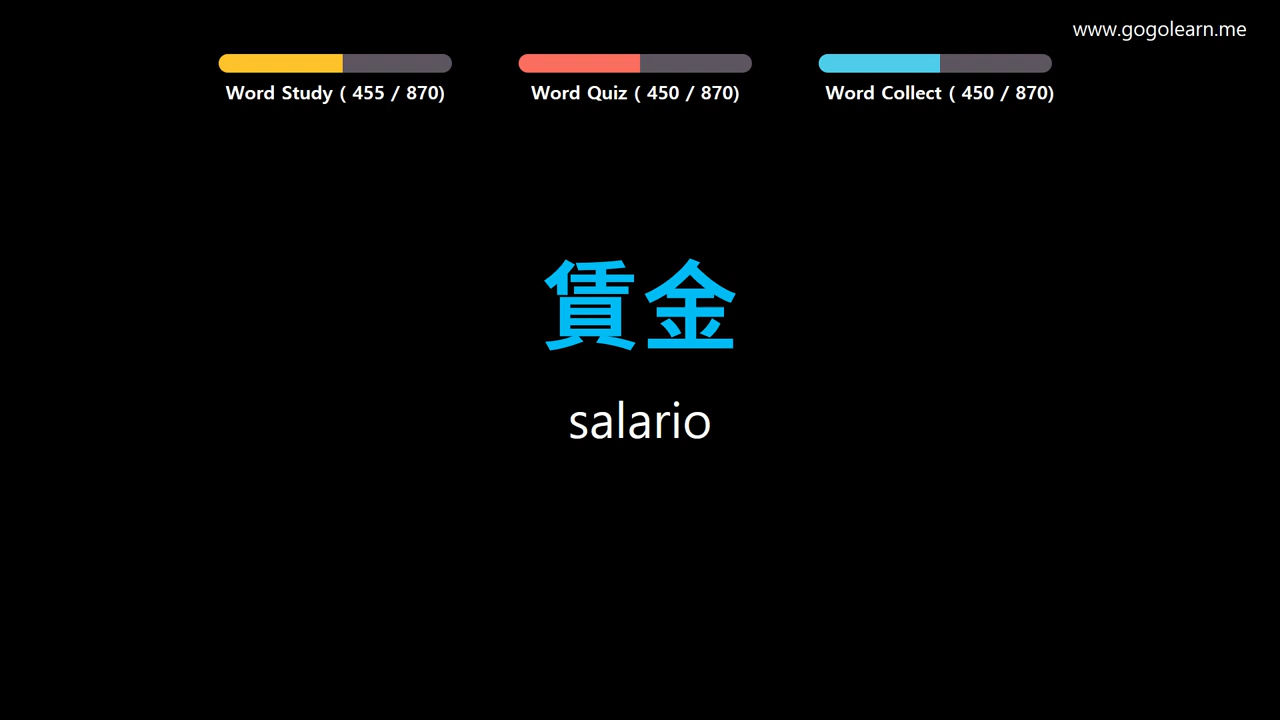 www.gogolearn.me
Word Study ( 455 / 870)
Word Quiz ( 450 / 870)
Word Collect ( 450 / 870)
賃金
salario